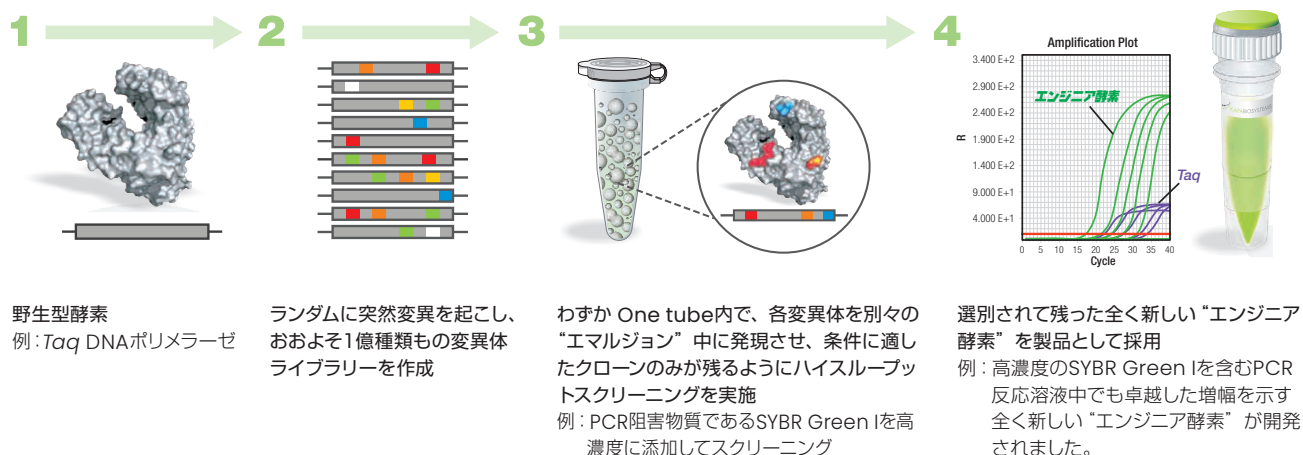 1
2
3
4
Amplification Plot
3.400 E+2
2.900 E+2
2.400 E+2
1.900 E+2
1.400 E+2
9.000 E+1
4.000 E+1
R
エンジニア酵素
Taq
0 5 10 15 20 25 30 35 40
Cycle
野生型酵素
例：Taq DNAポリメラーゼ
ランダムに突然変異を起こし、
おおよそ1億種類もの変異体
ライブラリーを作成
わずか One tube内で、各変異体を別々の
“エマルジョン” 中に発現させ、条件に適し
たクローンのみが残るようにハイスループッ
トスクリーニングを実施
例：PCR阻害物質であるSYBR Green Iを高
濃度に添加してスクリーニング
選別されて残った全く新しい “エンジニア
酵素” を製品として採用
例：高濃度のSYBR Green Iを含むPCR
反応溶液中でも卓越した増幅を示す
全く新しい “エンジニア酵素” が開発
されました。